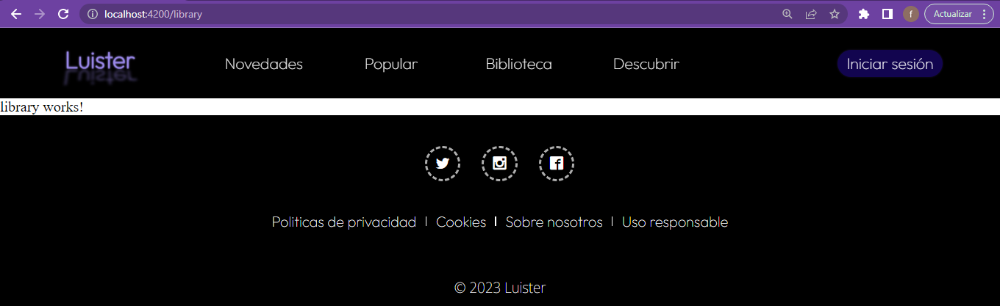 localhost:4200/library
f
Actualizar
Luister
Novedades
Popular
Biblioteca
Descubrir
Iniciar sesión
library works!
Politicas de privacidad | Cookies | Sobre nosotros | Uso responsable
© 2023 Luister